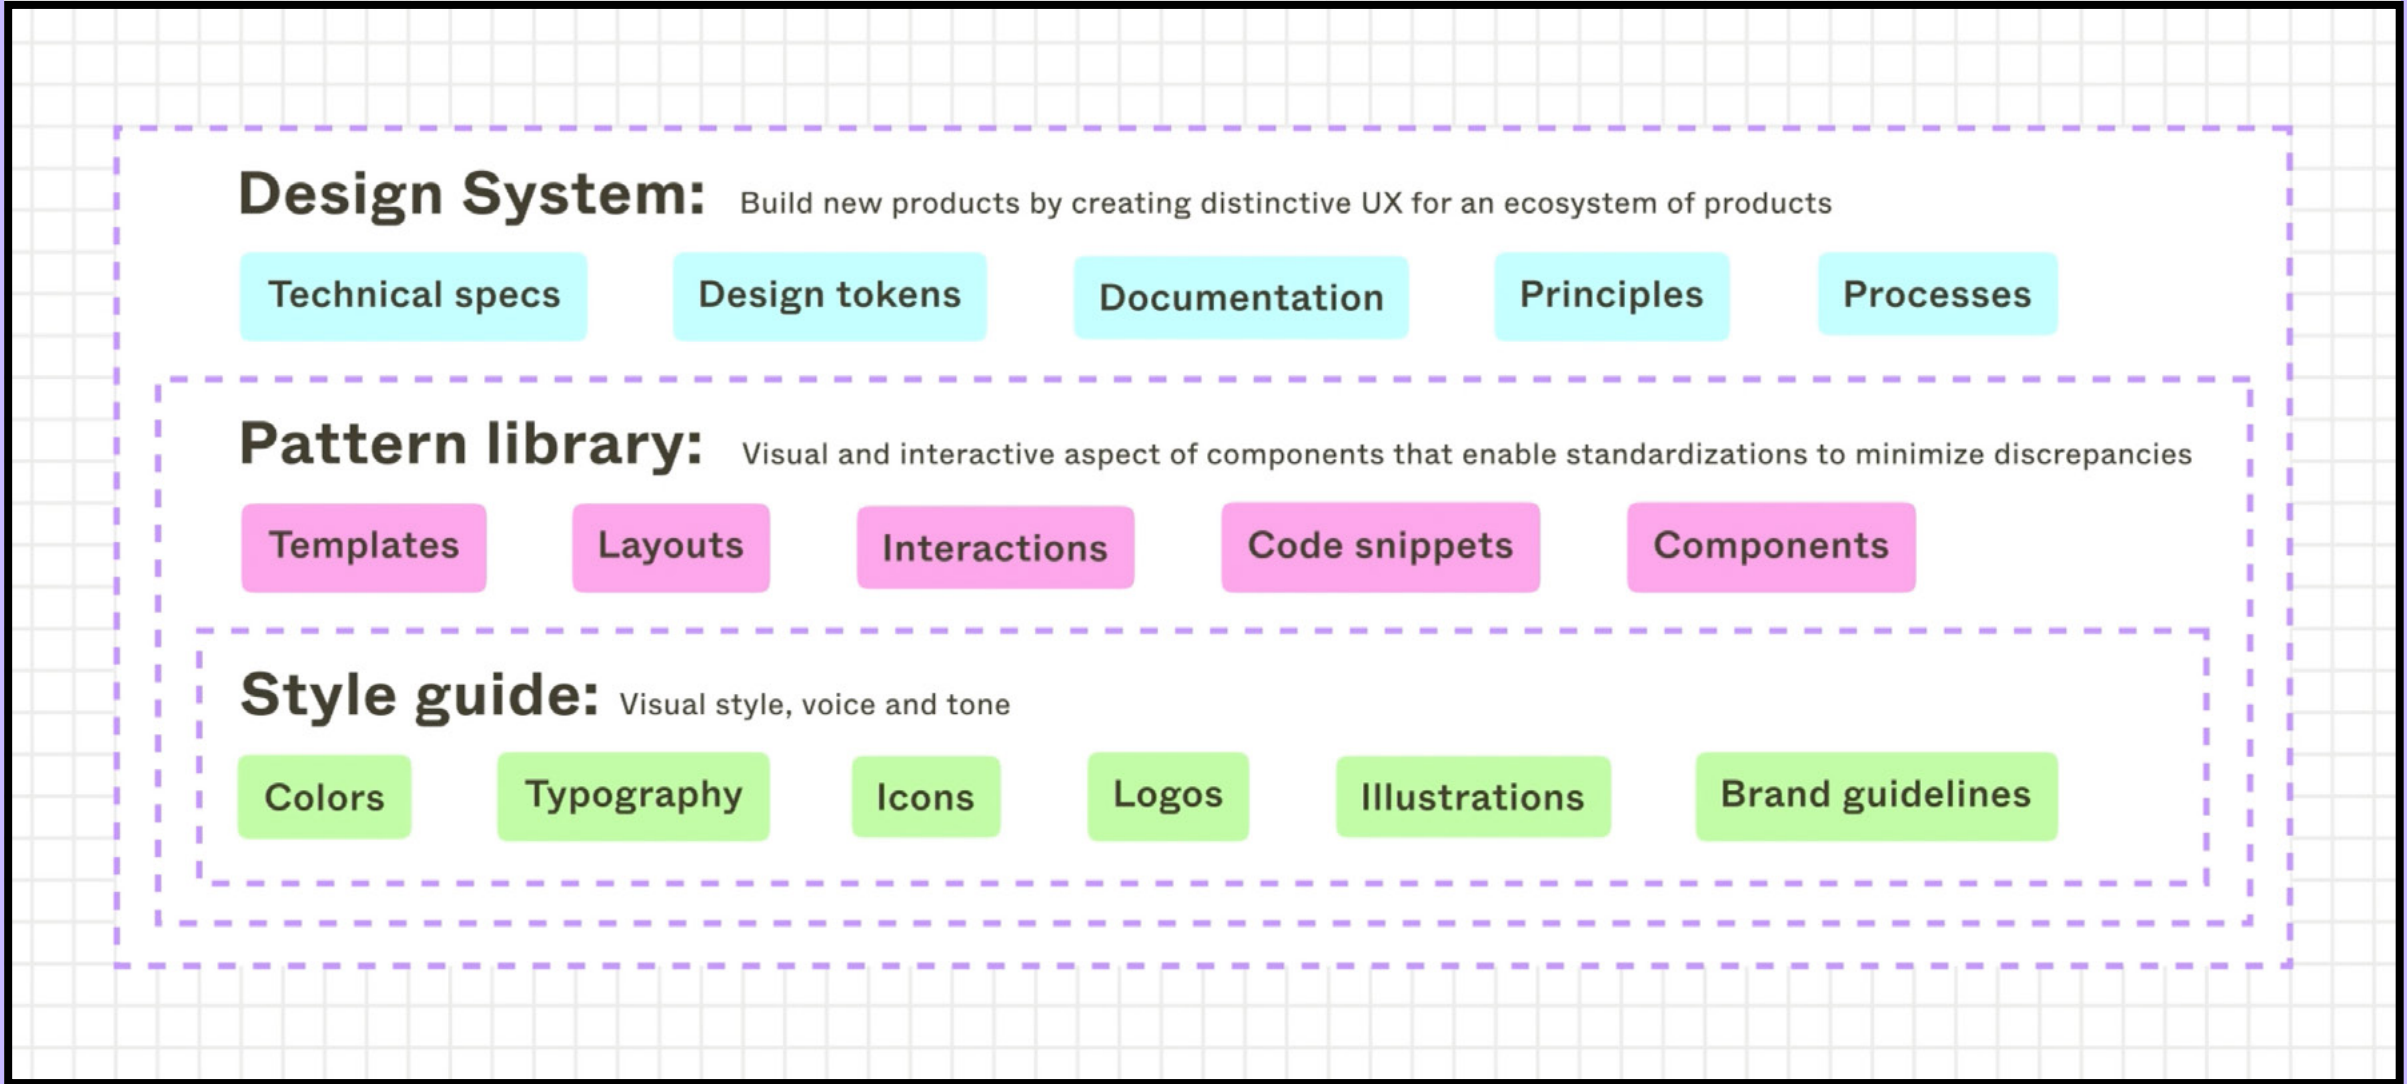 Design System: Build new products by creating distinctive UX for an ecosystem of products
Technical specs Design tokens Documentation Principles Processes
Pattern library: Visual and interactive aspect of components that enable standardizations to minimize discrepancies
Templates Layouts Interactions Code snippets Components
Style guide: Visual style, voice and tone
Colors Typography Icons Logos Illustrations Brand guidelines